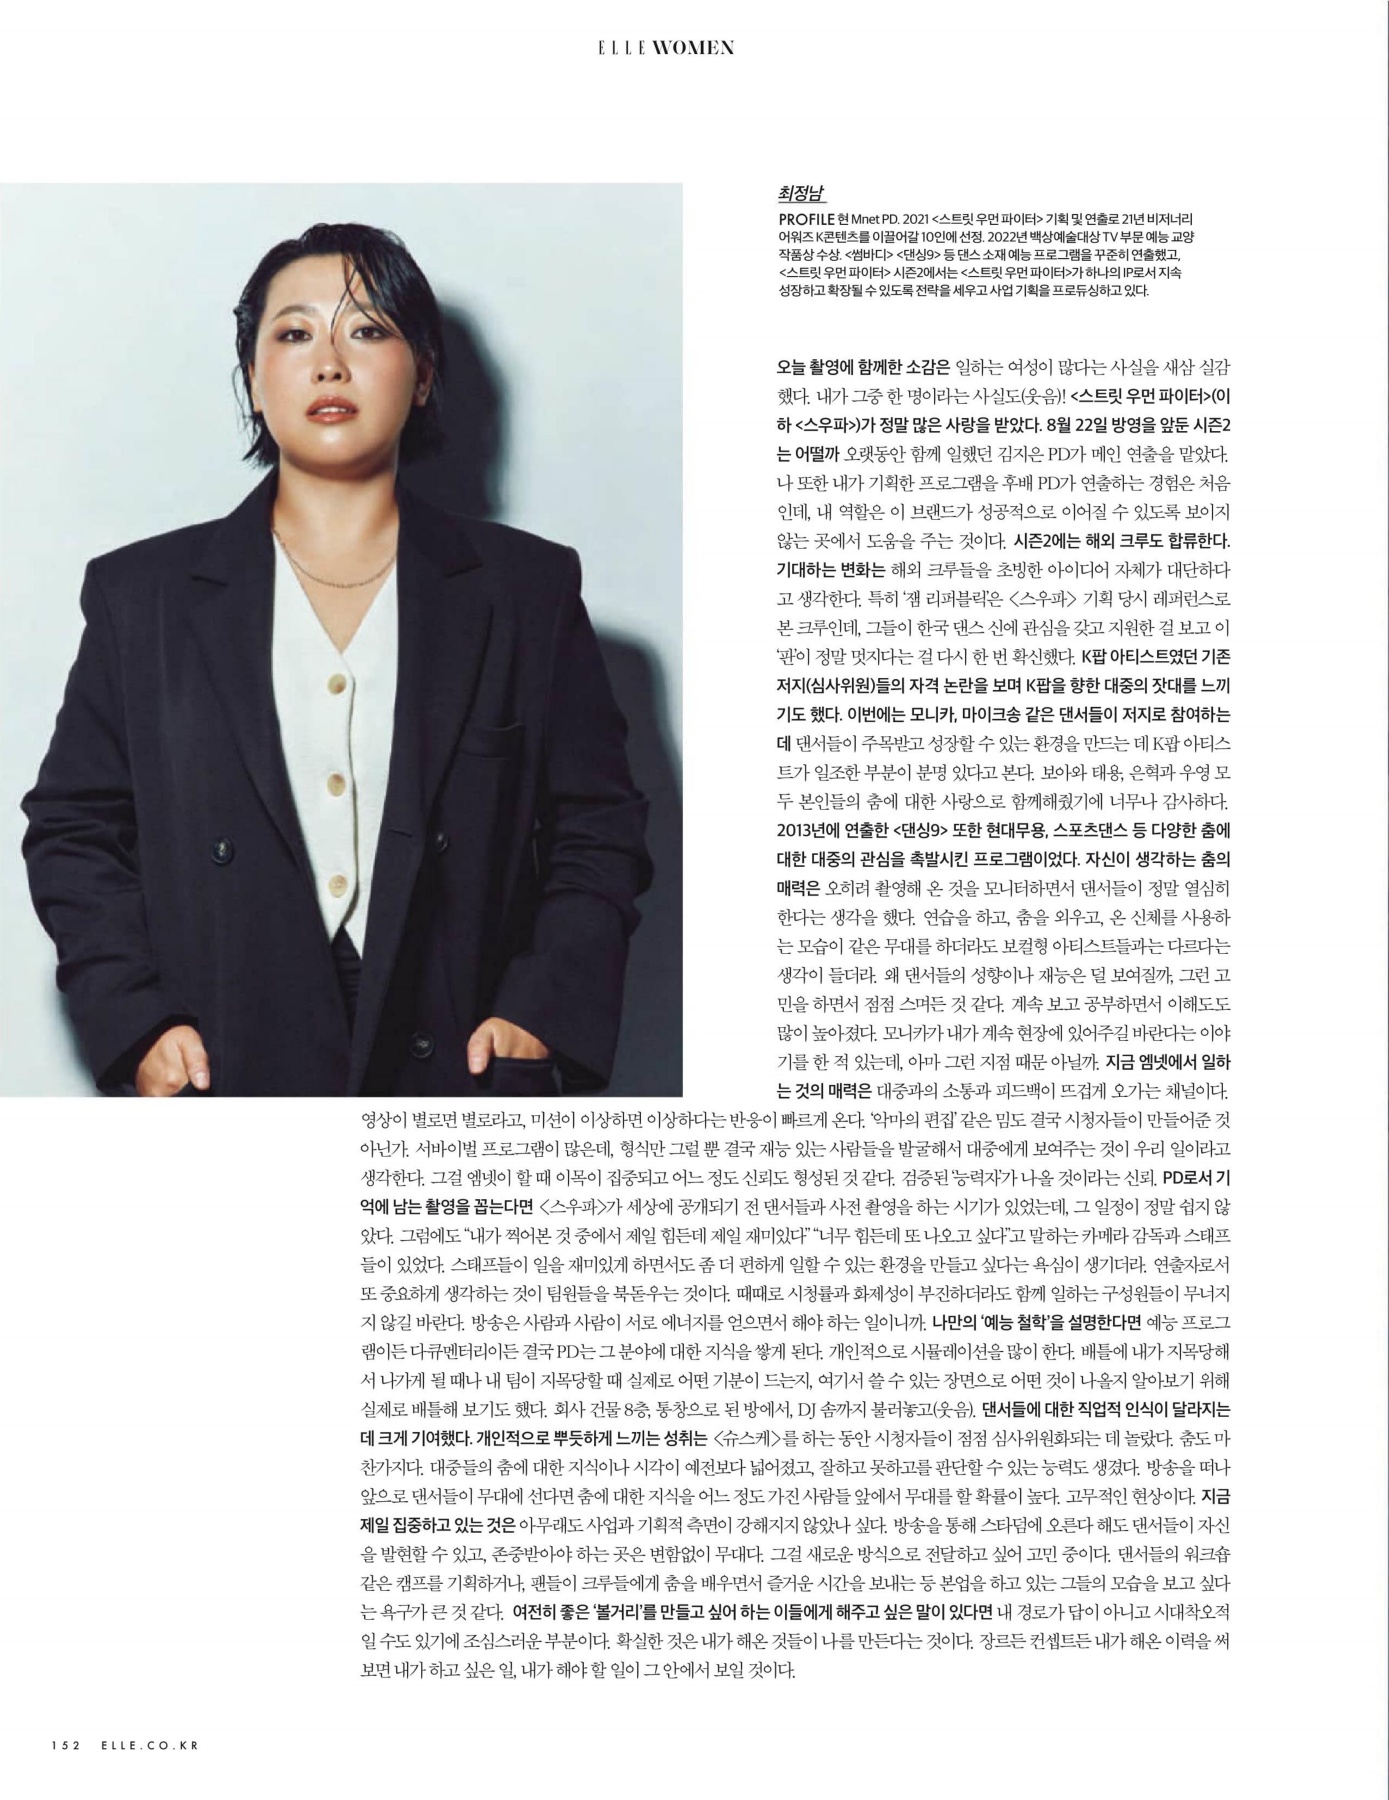 ELLE WOMEN
최정남
PROFILE 현 Mnet PD. 2021 <스트릿 우먼 파이터> 기획 및 연출로 21년 비저너리
어워즈 K콘텐츠를 이끌어갈 10인에 선정. 2022년 백상예술대상 TV 부문 예능 교양
작품상 수상. <썸바디> <댄싱9> 등 댄스 소재 예능 프로그램을 꾸준히 연출했고,
<스트릿 우먼 파이터> 시즌2에서는 <스트릿 우먼 파이터>가 하나의 IP로서 지속
성장하고 확장될 수 있도록 전략을 세우고 사업 기획을 프로듀싱하고 있다.
오늘 촬영에 함께한 소감은 일하는 여성이 많다는 사실을 새삼 실감
했다. 내가 그중 한 명이라는 사실도(웃음)! <스트릿 우먼 파이터>(이
하 <스우파>)가 정말 많은 사랑을 받았다. 8월 22일 방영을 앞둔 시즌2
는 어떨까 오랫동안 함께 일했던 김지은 PD가 메인 연출을 맡았다.
나 또한 내가 기획한 프로그램을 후배 PD가 연출하는 경험은 처음
인데, 내 역할은 이 브랜드가 성공적으로 이어질 수 있도록 보이지
않는 곳에서 도움을 주는 것이다. 시즌2에는 해외 크루도 합류한다.
기대하는 변화는 해외 크루들을 초빙한 아이디어 자체가 대단하다
고 생각한다. 특히 ‘잼 리퍼블릭’은 <스우파> 기획 당시 레퍼런스로
본 크루인데, 그들이 한국 댄스 신에 관심을 갖고 지원한 걸 보고 이
‘판’이 정말 멋지다는 걸 다시 한 번 확신했다. K팝 아티스트였던 기존
저지(심사위원)들의 자격 논란을 보며 K팝을 향한 대중의 잣대를 느끼
기도 했다. 이번에는 모니카, 마이크송 같은 댄서들이 저지로 참여하는
데 댄서들이 주목받고 성장할 수 있는 환경을 만드는 데 K팝 아티스
트가 일조한 부분이 분명 있다고 본다. 보아와 태용, 은혁과 우영 모
두 본인들의 춤에 대한 사랑으로 함께해줬기에 너무나 감사하다.
2013년에 연출한 <댄싱9> 또한 현대무용, 스포츠댄스 등 다양한 춤에
대한 대중의 관심을 촉발시킨 프로그램이었다. 자신이 생각하는 춤의
매력은 오히려 촬영해 온 것을 모니터하면서 댄서들이 정말 열심히
한다는 생각을 했다. 연습을 하고, 춤을 외우고, 온 신체를 사용하
는 모습이 같은 무대를 하더라도 보컬형 아티스트들과는 다르다는
생각이 들더라. 왜 댄서들의 성향이나 재능은 덜 보여질까, 그런 고
민을 하면서 점점 스며든 것 같다. 계속 보고 공부하면서 이해도도
많이 높아졌다. 모니카가 내가 계속 현장에 있어주길 바란다는 이야
기를 한 적 있는데, 아마 그런 지점 때문 아닐까. 지금 엠넷에서 일하
는 것의 매력은 대중과의 소통과 피드백이 뜨겁게 오가는 채널이다.
영상이 별로면 별로라고, 미션이 이상하면 이상하다는 반응이 빠르게 온다. ‘악마의 편집’ 같은 밈도 결국 시청자들이 만들어준 것
아닌가. 서바이벌 프로그램이 많은데, 형식만 그럴 뿐 결국 재능 있는 사람들을 발굴해서 대중에게 보여주는 것이 우리 일이라고
생각한다. 그걸 엠넷이 할 때 이목이 집중되고 어느 정도 신뢰도 형성된 것 같다. 검증된 ‘능력자’가 나올 것이라는 신뢰. PD로서 기
억에 남는 촬영을 꼽는다면 <스우파>가 세상에 공개되기 전 댄서들과 사전 촬영을 하는 시기가 있었는데, 그 일정이 정말 쉽지 않
았다. 그럼에도 “내가 찍어본 것 중에서 제일 힘든데 제일 재미있다” “너무 힘든데 또 나오고 싶다”고 말하는 카메라 감독과 스태프
들이 있었다. 스태프들이 일을 재미있게 하면서도 좀 더 편하게 일할 수 있는 환경을 만들고 싶다는 욕심이 생기더라. 연출자로서
또 중요하게 생각하는 것이 팀원들을 북돋우는 것이다. 때때로 시청률과 화제성이 부진하더라도 함께 일하는 구성원들이 무너지
지 않길 바란다. 방송은 사람과 사람이 서로 에너지를 얻으면서 해야 하는 일이니까. 나만의 ‘예능 철학’을 설명한다면 예능 프로그
램이든 다큐멘터리이든 결국 PD는 그 분야에 대한 지식을 쌓게 된다. 개인적으로 시뮬레이션을 많이 한다. 배틀에 내가 지목당해
서 나가게 될 때나 내 팀이 지목당할 때 실제로 어떤 기분이 드는지, 여기서 쓸 수 있는 장면으로 어떤 것이 나올지 알아보기 위해
실제로 배틀해 보기도 했다. 회사 건물 8층, 통창으로 된 방에서, DJ 솜까지 불러놓고(웃음). 댄서들에 대한 직업적 인식이 달라지는
데 크게 기여했다. 개인적으로 뿌듯하게 느끼는 성취는 <슈스케>를 하는 동안 시청자들이 점점 심사위원화되는 데 놀랐다. 춤도 마
찬가지다. 대중들의 춤에 대한 지식이나 시각이 예전보다 넓어졌고, 잘하고 못하고를 판단할 수 있는 능력도 생겼다. 방송을 떠나
앞으로 댄서들이 무대에 선다면 춤에 대한 지식을 어느 정도 가진 사람들 앞에서 무대를 할 확률이 높다. 고무적인 현상이다. 지금
제일 집중하고 있는 것은 아무래도 사업과 기획적 측면이 강해지지 않았나 싶다. 방송을 통해 스타덤에 오른다 해도 댄서들이 자신
을 발현할 수 있고, 존중받아야 하는 곳은 변함없이 무대다. 그걸 새로운 방식으로 전달하고 싶어 고민 중이다. 댄서들의 워크숍
같은 캠프를 기획하거나, 팬들이 크루들에게 춤을 배우면서 즐거운 시간을 보내는 등 본업을 하고 있는 그들의 모습을 보고 싶다
는 욕구가 큰 것 같다. 여전히 좋은 ‘볼거리’를 만들고 싶어 하는 이들에게 해주고 싶은 말이 있다면 내 경로가 답이 아니고 시대착오적
일 수도 있기에 조심스러운 부분이다. 확실한 것은 내가 해온 것들이 나를 만든다는 것이다. 장르든 컨셉트든 내가 해온 이력을 써
보면 내가 하고 싶은 일, 내가 해야 할 일이 그 안에서 보일 것이다.
152 ELLE.CO.KR